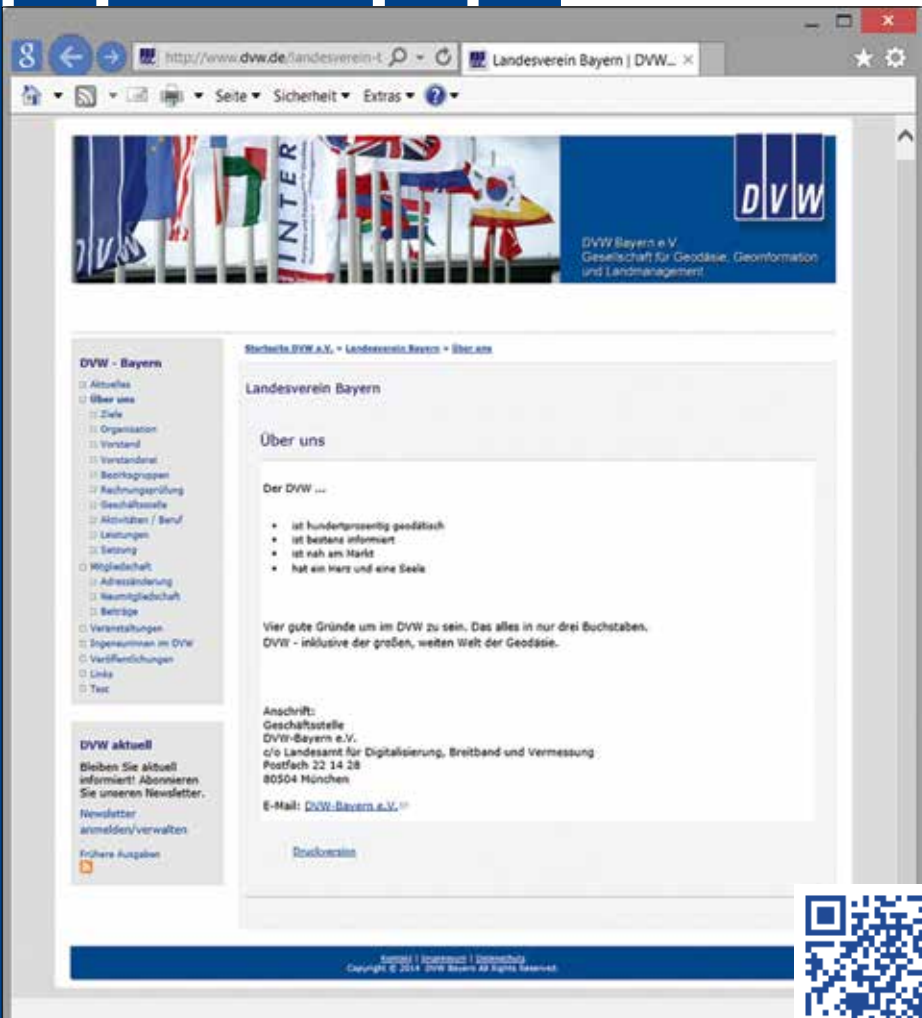 http://www.dvw.de/landesverein-b
Landesverein Bayern | DVW...
Seite Sicherheit Extras
DVW
INTER
DVW
DVW Bayern e.V.
Gesellschaft für Geodäsie, Geoinformation
und Landmanagement
Startseite DVW e.V. » Landesverein Bayern » Über uns
DVW - Bayern
Aktuelles
Über uns
Ziele
Organisation
Vorstand
Vorstandsrat
Bezirksgruppen
Rechnungsprüfung
Geschäftsstelle
Aktivitäten / Beruf
Leistungen
Satzung
Mitgliedschaft
Adressänderung
Neumitgliedschaft
Beiträge
Veranstaltungen
Ingenieurinnen im DVW
Veröffentlichungen
Links
Test
DVW aktuell
Bleiben Sie aktuell
informiert! Abonnieren
Sie unseren Newsletter.
Newsletter
anmelden/verwalten
Frühere Ausgaben
Landesverein Bayern
Über uns
Der DVW ...
• ist hundertprozentig geodätisch
• ist bestens informiert
• ist nah am Markt
• hat ein Herz und eine Seele
Vier gute Gründe um im DVW zu sein. Das alles in nur drei Buchstaben.
DVW - inklusive der großen, weiten Welt der Geodäsie.
Anschrift:
Geschäftsstelle
DVW-Bayern e.V.
c/o Landesamt für Digitalisierung, Breitband und Vermessung
Postfach 22 14 28
80504 München
E-Mail: DVW-Bayern e.V.
Druckversion
Kontakt | Impressum | Datenschutz
Copyright © 2014 DVW Bayern All Rights Reserved.